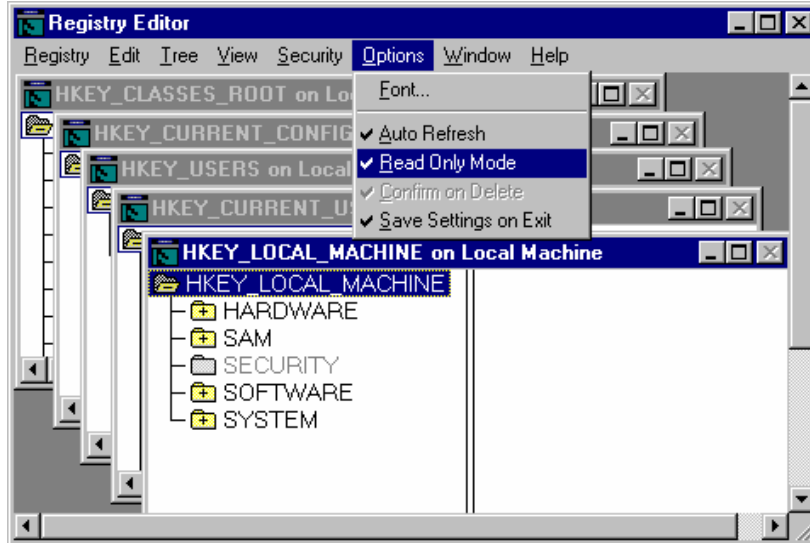 Registry Editor
Registry Edit Tree View Security Options Window Help
Font...
Auto Refresh
Read Only Mode
Confirm on Delete
Save Settings on Exit
HKEY_CLASSES_ROOT on Lo
HKEY_CURRENT_CONFIG
HKEY_USERS on Local
HKEY_CURRENT_US
HKEY_LOCAL_MACHINE on Local Machine
HKEY_LOCAL_MACHINE
HARDWARE
SAM
SECURITY
SOFTWARE
SYSTEM